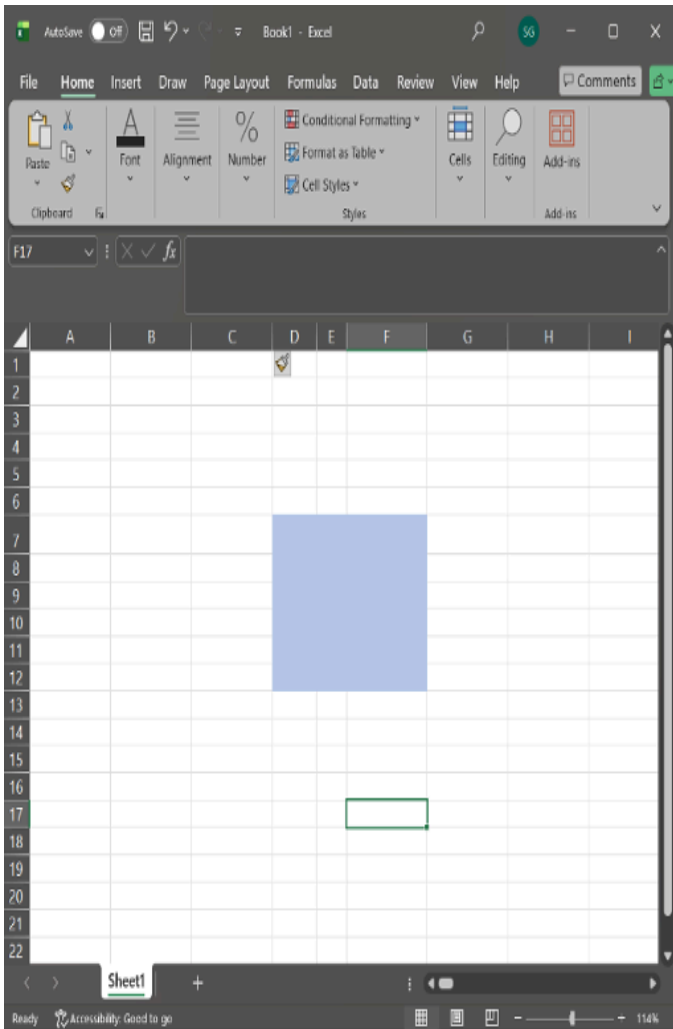 AutoSave Off Book1 - Excel SG
File Home Insert Draw Page Layout Formulas Data Review View Help Comments
Paste
Clipboard
Font
Alignment
Number
Conditional Formatting
Format as Table
Cell Styles
Styles
Cells
Editing
Add-ins
Add-ins
F17 fx
A B C D E F G H I
1
2
3
4
5
6
7
8
9
10
11
12
13
14
15
16
17
18
19
20
21
22
Sheet1
Ready Accessibility: Good to go 114%